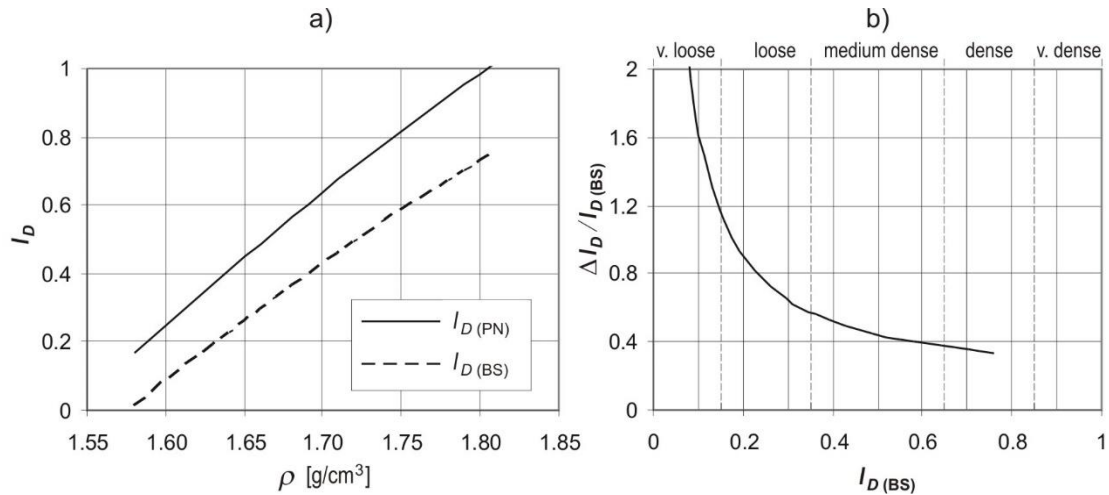 a)
1
0.8
0.6
0.4
0.2
0
I_D
1.55 1.60 1.65 1.70 1.75 1.80 1.85
ρ [g/cm³]
I_D (PN)
I_D (BS)
b)
v. loose loose medium dense dense v. dense
2
1.6
1.2
0.8
0.4
0
Δ I_D / I_D (BS)
0 0.2 0.4 0.6 0.8 1
I_D (BS)